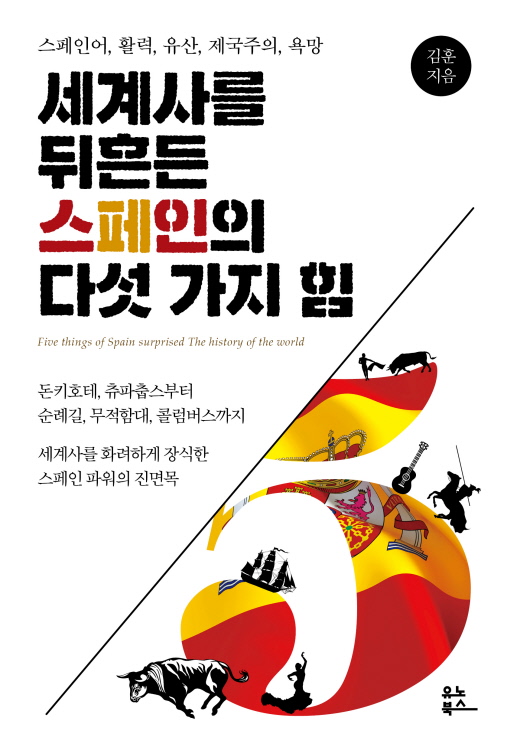 스페인어, 활력, 유산, 제국주의, 욕망
김훈
지음
세계사를
뒤흔든
스페인의
다섯 가지 힘
Five things of Spain surprised The history of the world
돈키호테, 츄파춥스부터
순례길, 무적함대, 콜럼버스까지
세계사를 화려하게 장식한
스페인 파워의 진면목
5
유노
북스